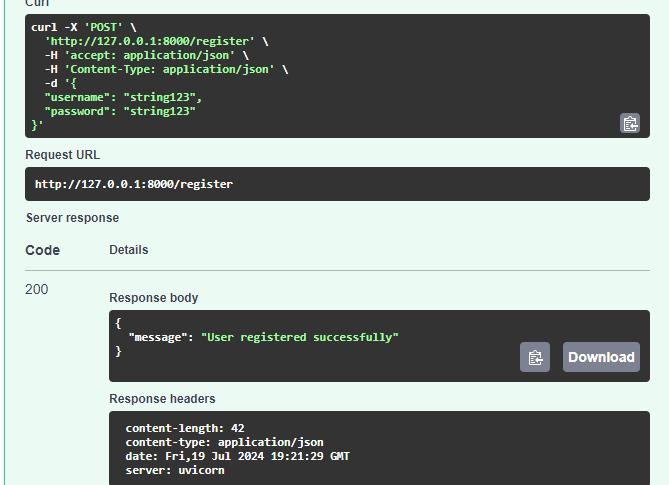 Curl
curl -X 'POST' \
'http://127.0.0.1:8000/register' \
-H 'accept: application/json' \
-H 'Content-Type: application/json' \
-d '{
"username": "string123",
"password": "string123"
}'
Request URL
http://127.0.0.1:8000/register
Server response
Code Details
200
Response body
{
"message": "User registered successfully"
}
Download
Response headers
content-length: 42
content-type: application/json
date: Fri,19 Jul 2024 19:21:29 GMT
server: uvicorn